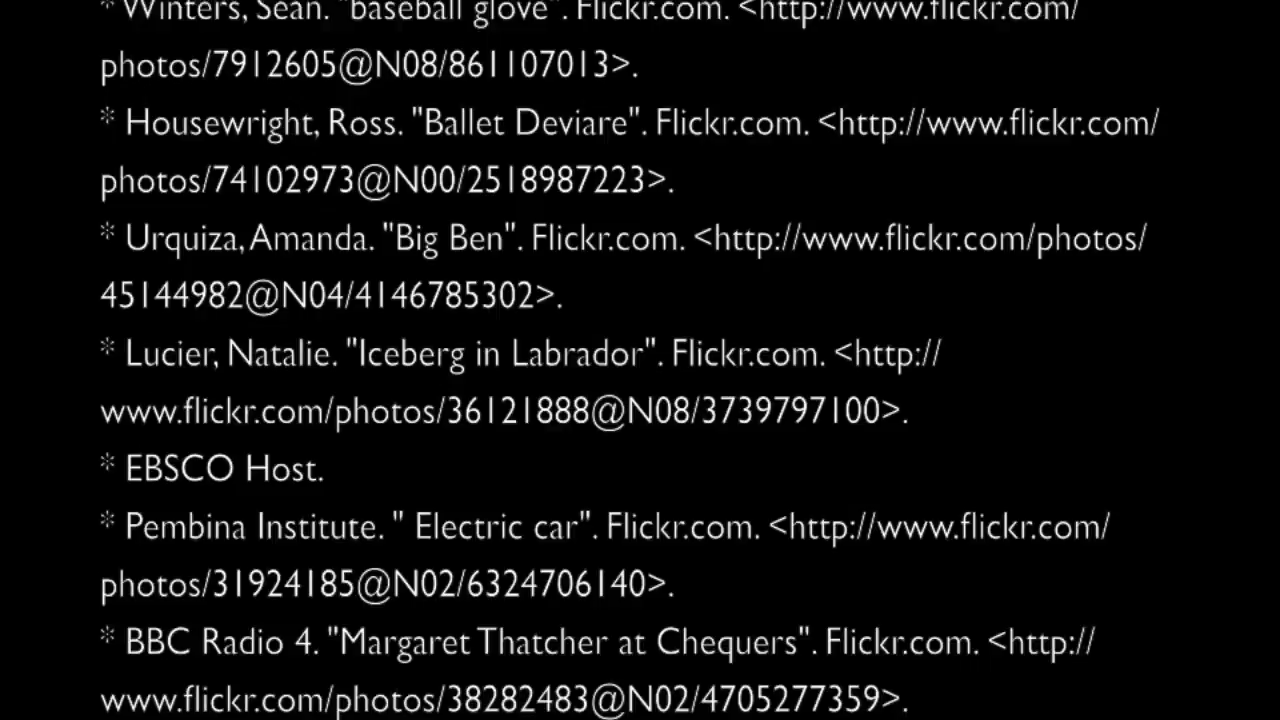 * Winters, Sean. "baseball glove". Flickr.com. <http://www.flickr.com/
photos/7912605@N08/861107013>.
* Housewright, Ross. "Ballet Deviare". Flickr.com. <http://www.flickr.com/
photos/74102973@N00/2518987223>.
* Urquiza, Amanda. "Big Ben". Flickr.com. <http://www.flickr.com/photos/
45144982@N04/4146785302>.
* Lucier, Natalie. "Iceberg in Labrador". Flickr.com. <http://
www.flickr.com/photos/36121888@N08/3739797100>.
* EBSCO Host.
* Pembina Institute. " Electric car". Flickr.com. <http://www.flickr.com/
photos/31924185@N02/6324706140>.
* BBC Radio 4. "Margaret Thatcher at Chequers". Flickr.com. <http://
www.flickr.com/photos/38282483@N02/4705277359>.